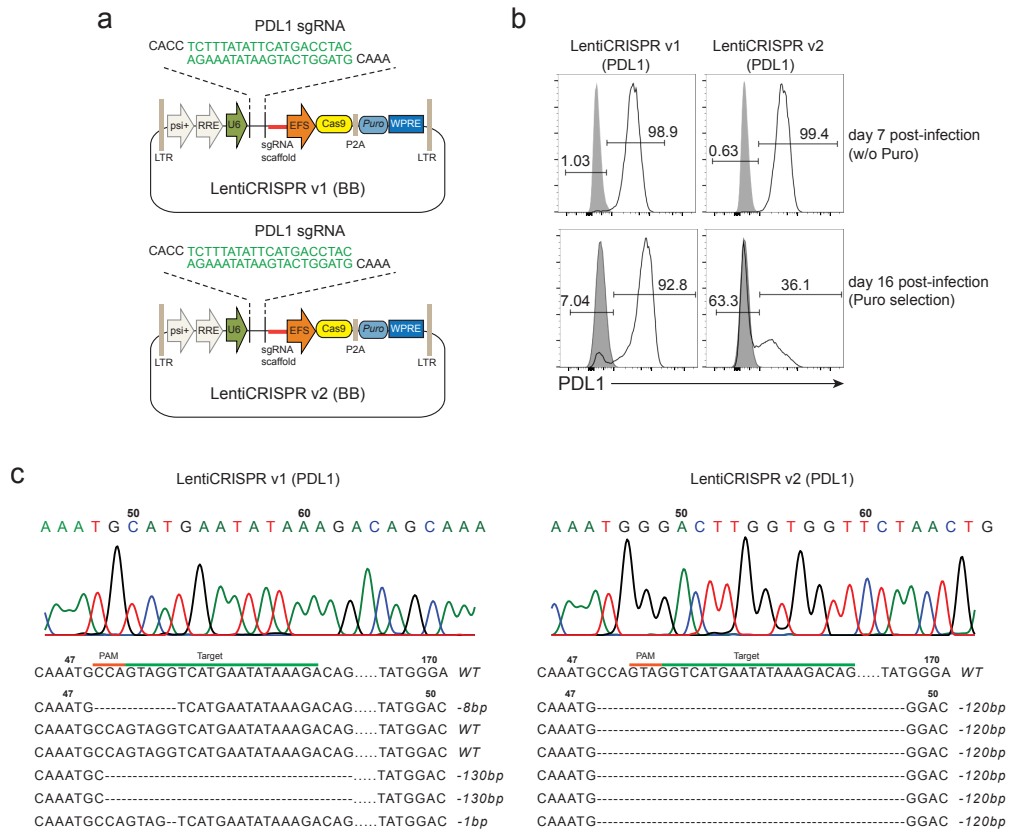 a
PDL1 sgRNA
CACC TCTTTATATTCATGACCTAC
AGAAATATAAGTACTGGATG CAAA
psi+ RRE U6 EFS Cas9 Puro WPRE
LTR sgRNA scaffold P2A LTR
LentiCRISPR v1 (BB)
PDL1 sgRNA
CACC TCTTTATATTCATGACCTAC
AGAAATATAAGTACTGGATG CAAA
psi+ RRE U6 EFS Cas9 Puro WPRE
LTR sgRNA scaffold P2A LTR
LentiCRISPR v2 (BB)
b
LentiCRISPR v1 (PDL1)
LentiCRISPR v2 (PDL1)
1.03 98.9
0.63 99.4
day 7 post-infection (w/o Puro)
7.04 92.8
63.3 36.1
day 16 post-infection (Puro selection)
PDL1
c
LentiCRISPR v1 (PDL1)
50 60
A A A T G C A T G A A T A T A A A G A C A G C A A A
47 PAM Target 170
CAAATGCCAGTAGGTCATGAATATAAAGACAG.....TATGGGA WT
47 50
CAAATG-------------TCATGAATATAAAGACAG.....TATGGAC -8bp
CAAATGCCAGTAGGTCATGAATATAAAGACAG.....TATGGAC WT
CAAATGCCAGTAGGTCATGAATATAAAGACAG.....TATGGAC WT
CAAATGC---------------------------------------.....TATGGAC -130bp
CAAATGC---------------------------------------.....TATGGAC -130bp
CAAATGCCAGTAG--TCATGAATATAAAGACAG.....TATGGAC -1bp
LentiCRISPR v2 (PDL1)
50 60
A A A T G G G A C T T G G T G G T T C T A A C T G
47 PAM Target 170
CAAATGCCAGTAGGTCATGAATATAAAGACAG.....TATGGGA WT
47 50
CAAATG------------------------------------------------GGAC -120bp
CAAATG------------------------------------------------GGAC -120bp
CAAATG------------------------------------------------GGAC -120bp
CAAATG------------------------------------------------GGAC -120bp
CAAATG------------------------------------------------GGAC -120bp
CAAATG------------------------------------------------GGAC -120bp